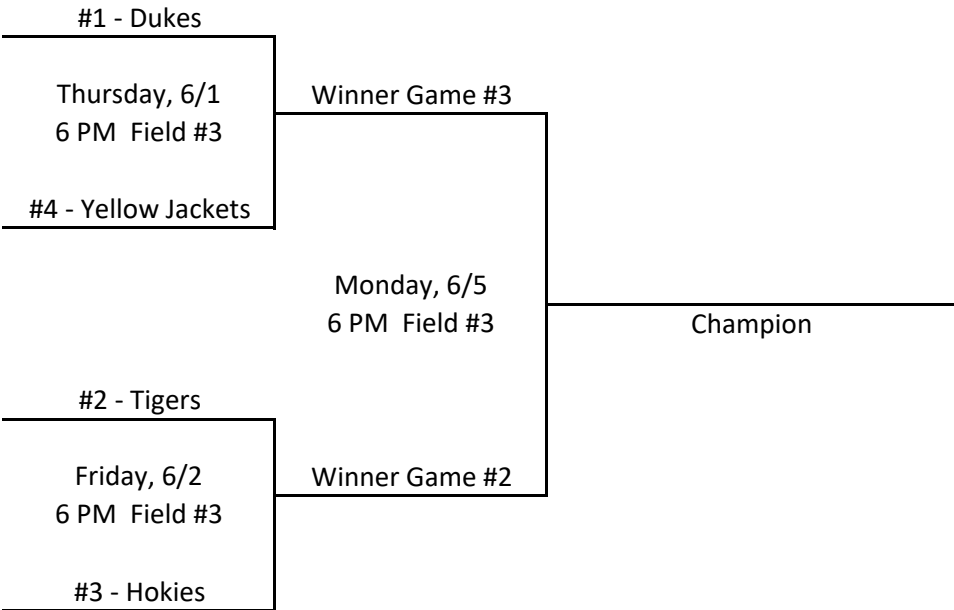 #1 - Dukes
Thursday, 6/1
6 PM  Field #3
Winner Game #3
#4 - Yellow Jackets
Monday, 6/5
6 PM  Field #3
Champion
#2 - Tigers
Friday, 6/2
6 PM  Field #3
Winner Game #2
#3 - Hokies